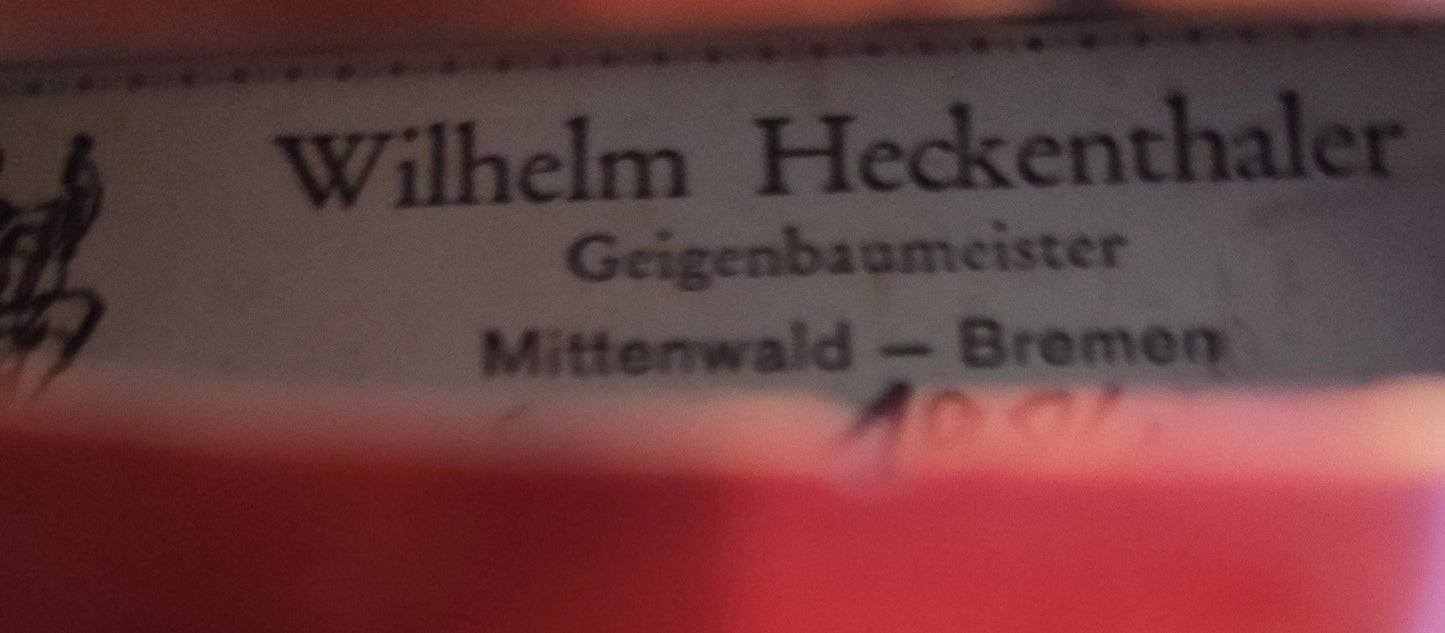 Wilhelm Heckenthaler
Geigenbaumeister
Mittenwald — Bremen